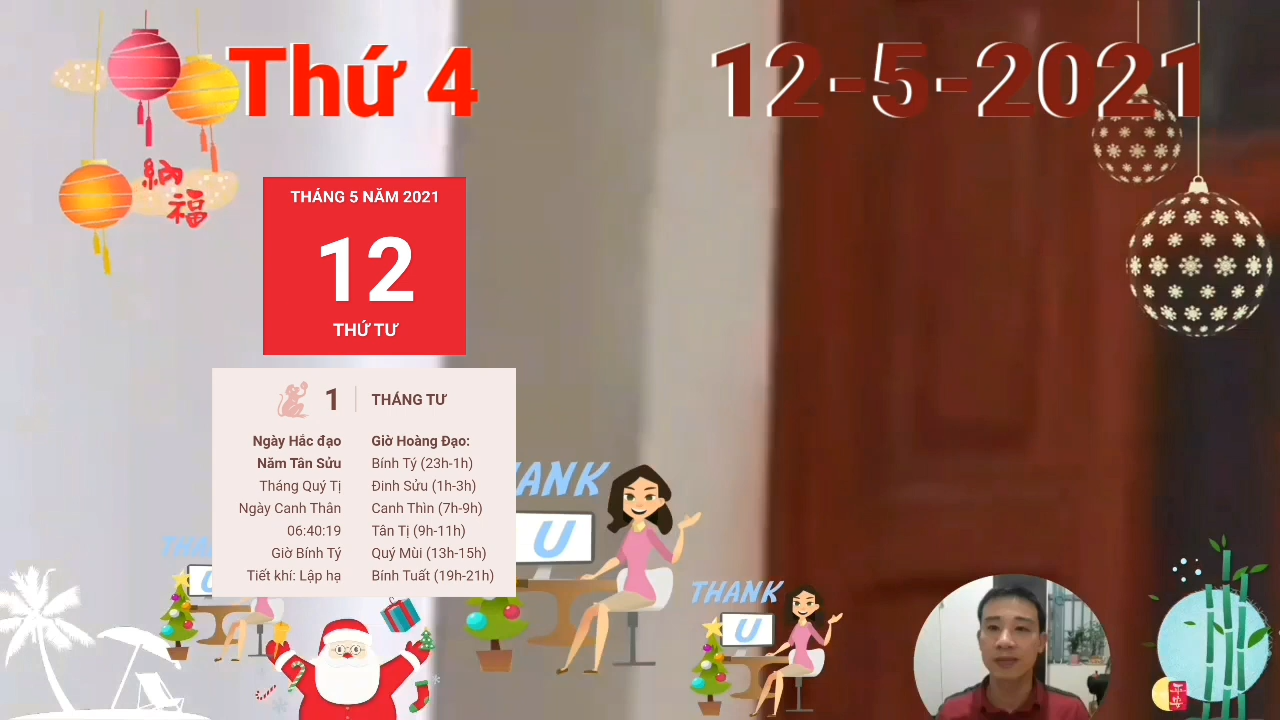 Thứ 4
12-5-2021
納
福
THÁNG 5 NĂM 2021
12
THỨ TƯ
1
THÁNG TƯ
Ngày Hắc đạo
Năm Tân Sửu
Tháng Quý Tị
Ngày Canh Thân
06:40:19
Giờ Bính Tý
Tiết khí: Lập hạ
Giờ Hoàng Đạo:
Bính Tý (23h-1h)
Đinh Sửu (1h-3h)
Canh Thìn (7h-9h)
Tân Tị (9h-11h)
Quý Mùi (13h-15h)
Bính Tuất (19h-21h)
THANK
U
THANK
U